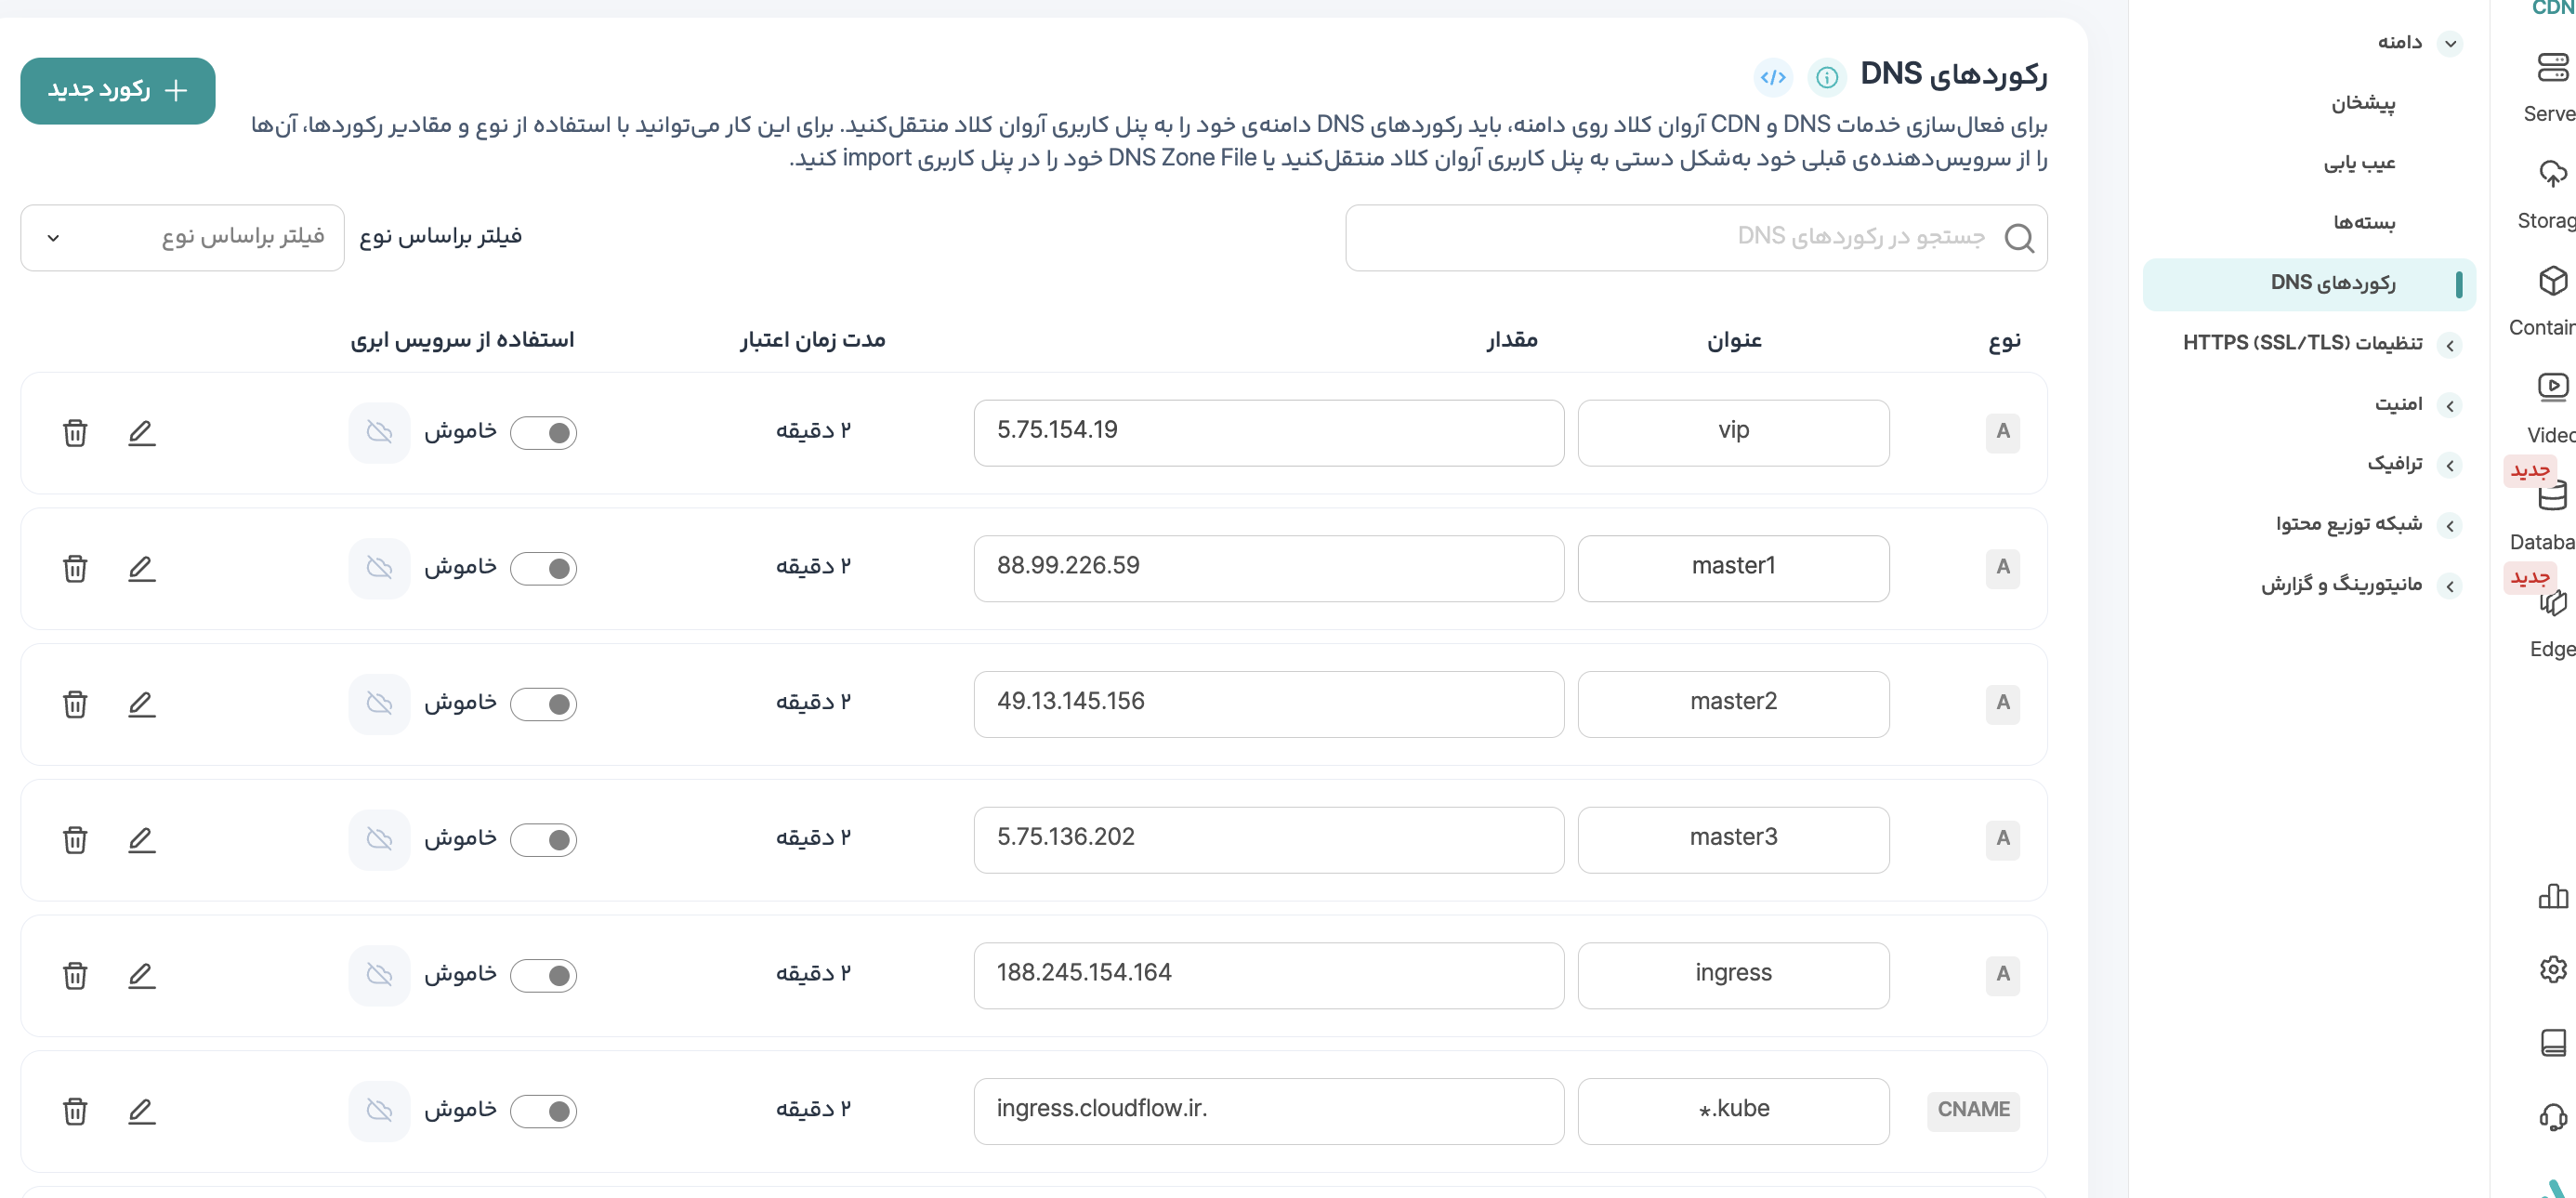 CDN
Serve
Storag
Contain
Video
جدید
Databa
جدید
Edge
دامنه
پیشخان
عیب یابی
بسته‌ها
رکوردهای DNS
تنظیمات HTTPS (SSL/TLS)
امنیت
ترافیک
شبکه توزیع محتوا
مانیتورینگ و گزارش
رکوردهای DNS
</>
+ رکورد جدید
برای فعال‌سازی خدمات DNS و CDN آروان کلاد روی دامنه، باید رکوردهای DNS دامنه‌ی خود را به پنل کاربری آروان کلاد منتقل‌کنید. برای این کار می‌توانید با استفاده از نوع و مقادیر رکوردها، آن‌ها
را از سرویس‌دهنده‌ی قبلی خود به‌شکل دستی به پنل کاربری آروان کلاد منتقل‌کنید یا DNS Zone File خود را در پنل کاربری import کنید.
جستجو در رکوردهای DNS
فیلتر براساس نوع
فیلتر براساس نوع
نوع عنوان مقدار مدت زمان اعتبار استفاده از سرویس ابری
A vip 5.75.154.19 ۲ دقیقه خاموش
A master1 88.99.226.59 ۲ دقیقه خاموش
A master2 49.13.145.156 ۲ دقیقه خاموش
A master3 5.75.136.202 ۲ دقیقه خاموش
A ingress 188.245.154.164 ۲ دقیقه خاموش
CNAME *.kube ingress.cloudflow.ir. ۲ دقیقه خاموش